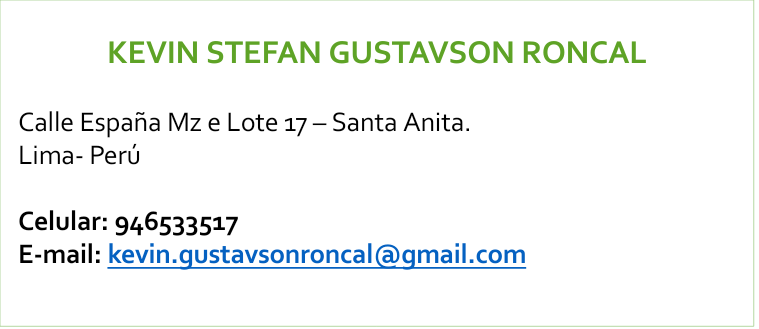 KEVIN STEFAN GUSTAVSON RONCAL
Calle España Mz e Lote 17 – Santa Anita.
Lima- Perú
Celular: 946533517
E-mail: kevin.gustavsonroncal@gmail.com